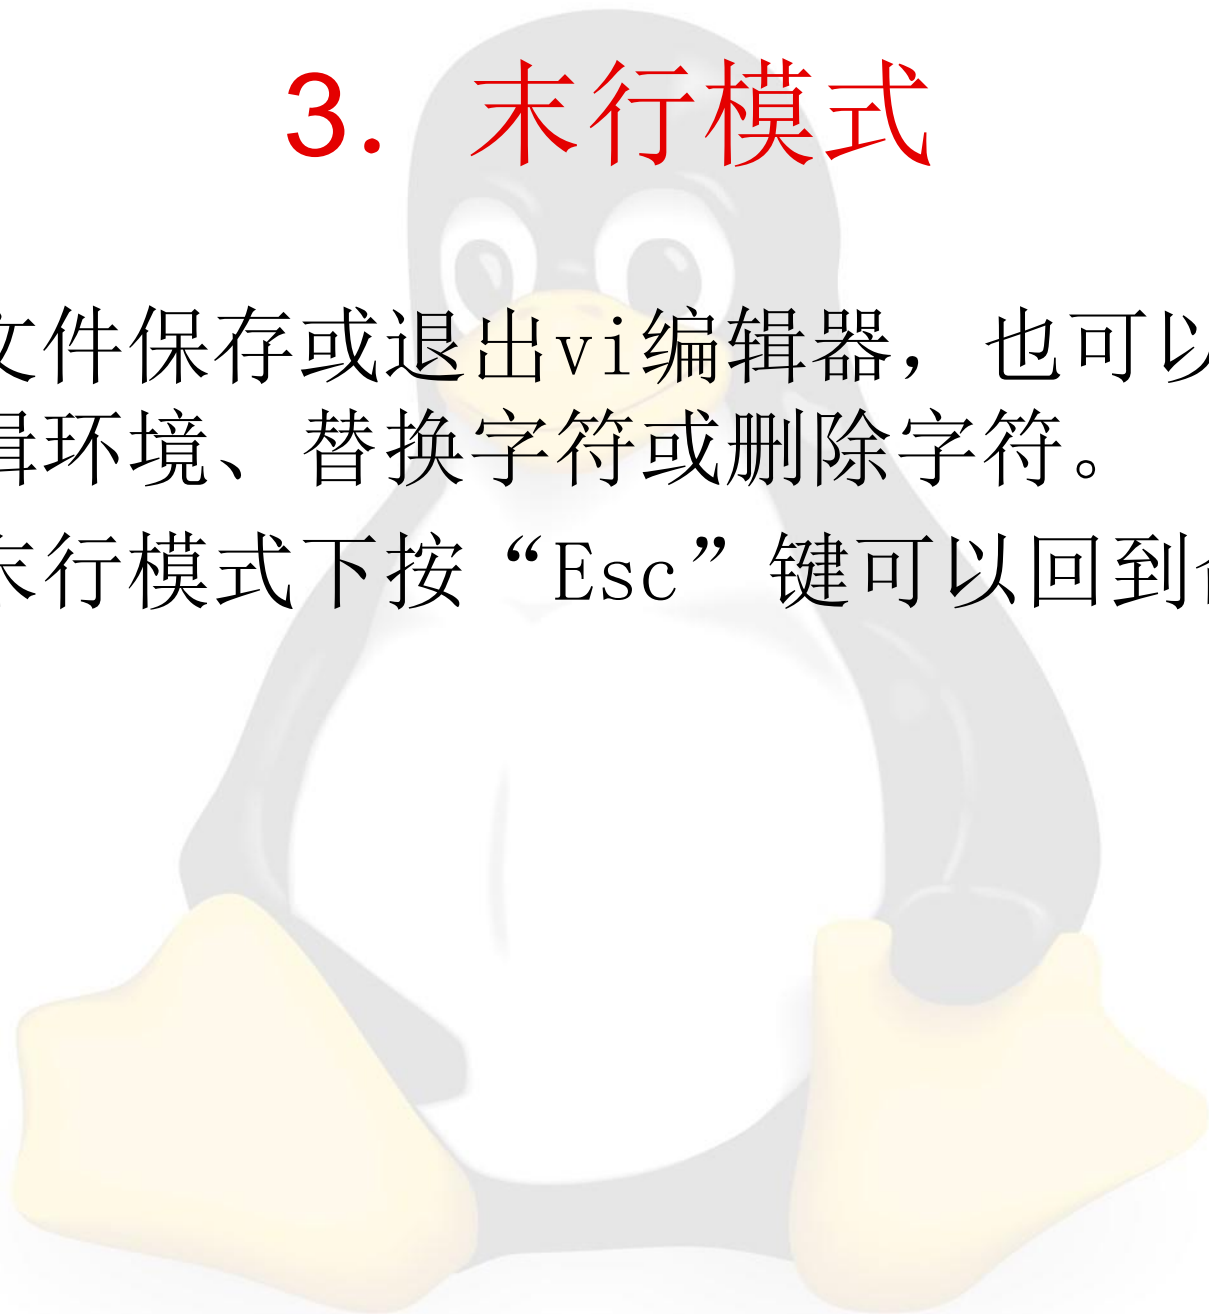 3. 末行模式
文件保存或退出vi编辑器，也可以
辑环境、替换字符或删除字符。
末行模式下按“Esc”键可以回到